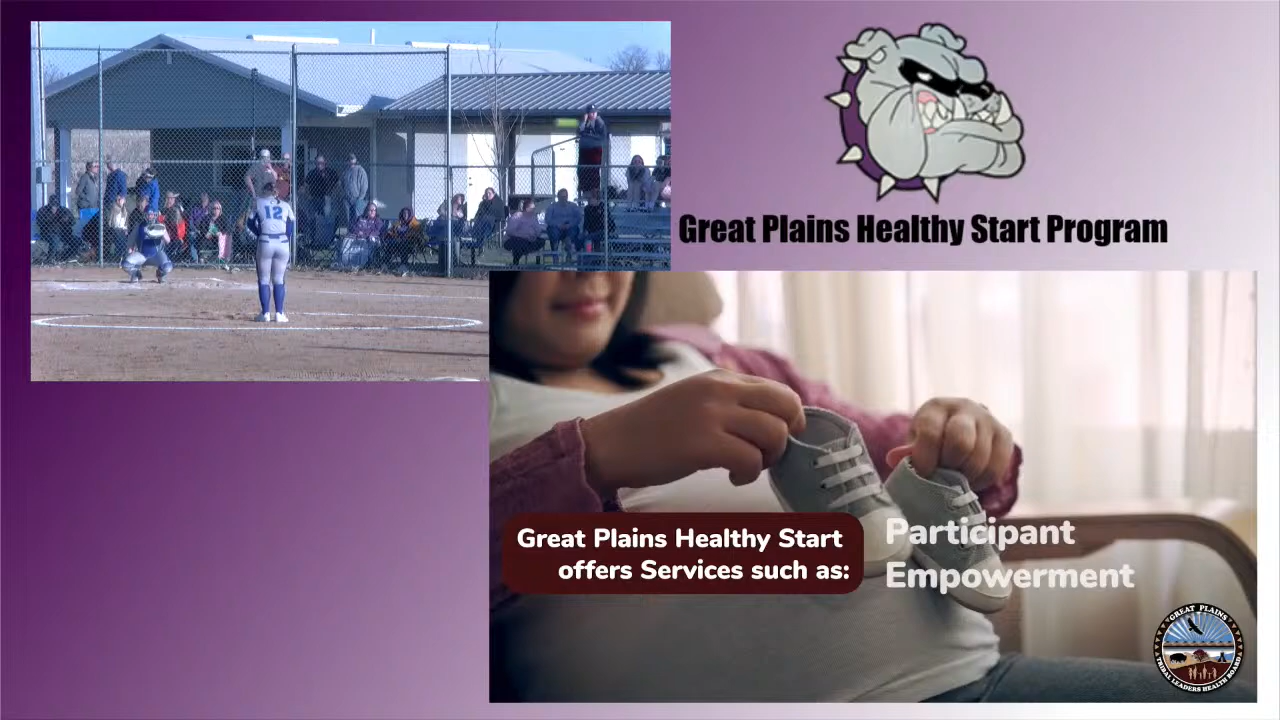 12
Great Plains Healthy Start Program
Great Plains Healthy Start
offers Services such as:
Participant
Empowerment
GREAT PLAINS
TRIBAL LEADERS HEALTH BOARD